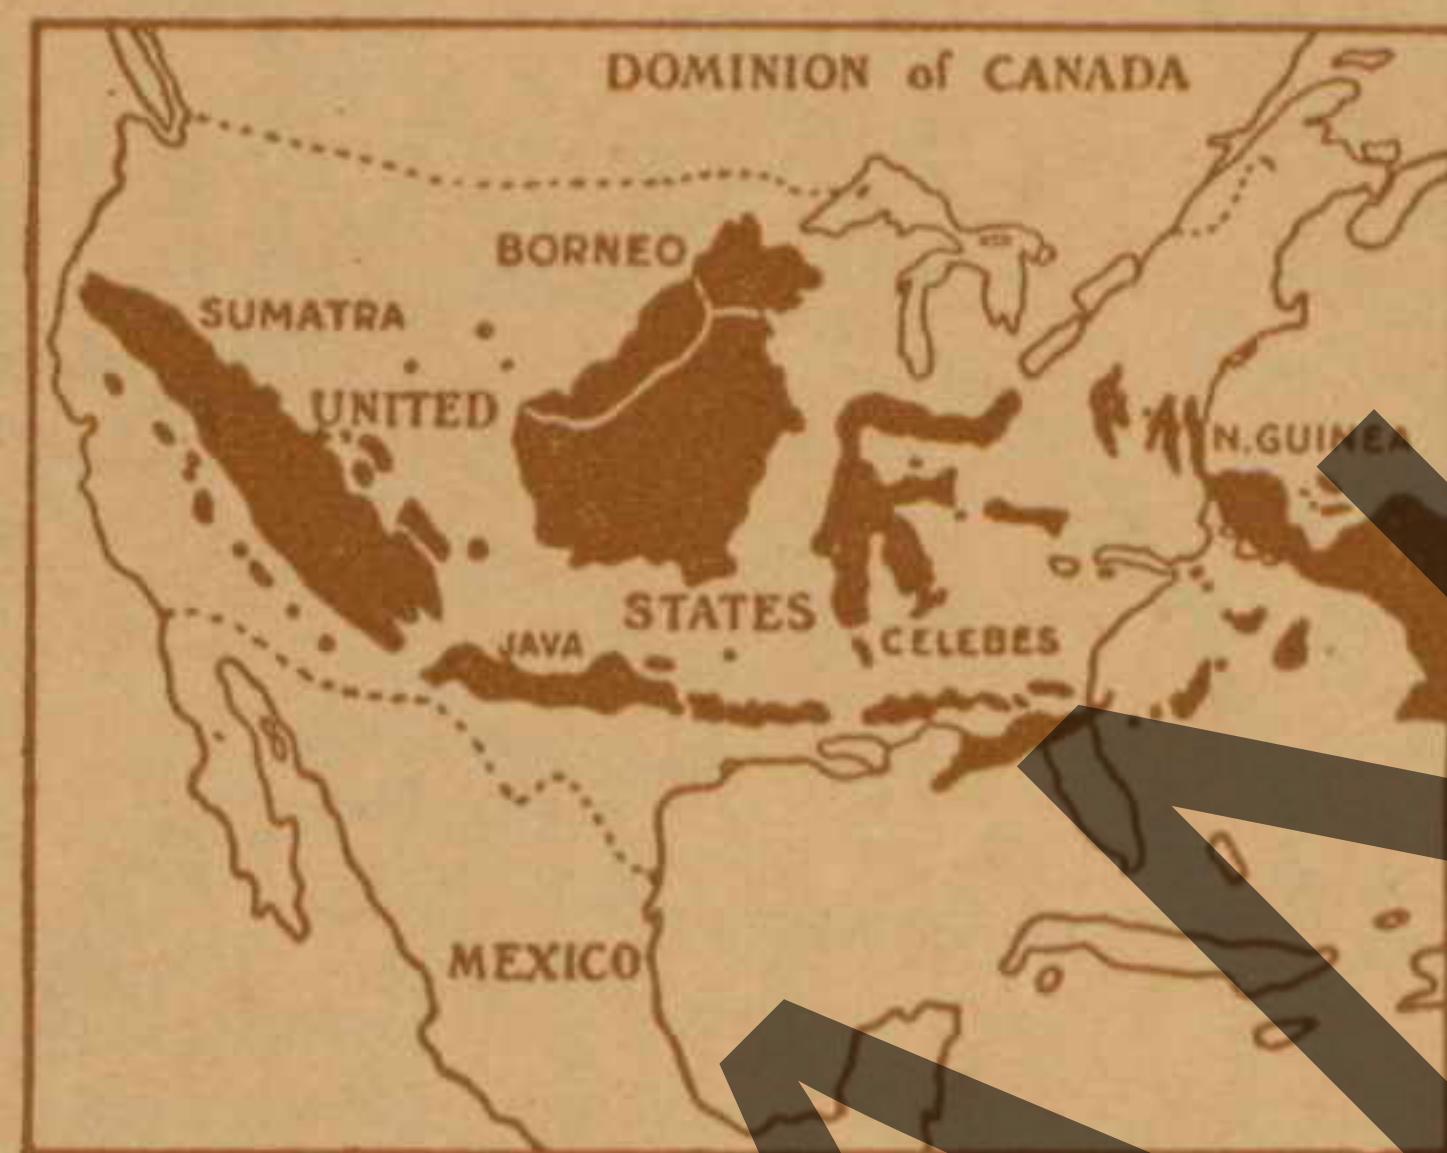 DOMINION of CANADA
BORNEO
SUMATRA
UNITED
N. GUINEA
STATES
JAVA
CELEBES
MEXICO